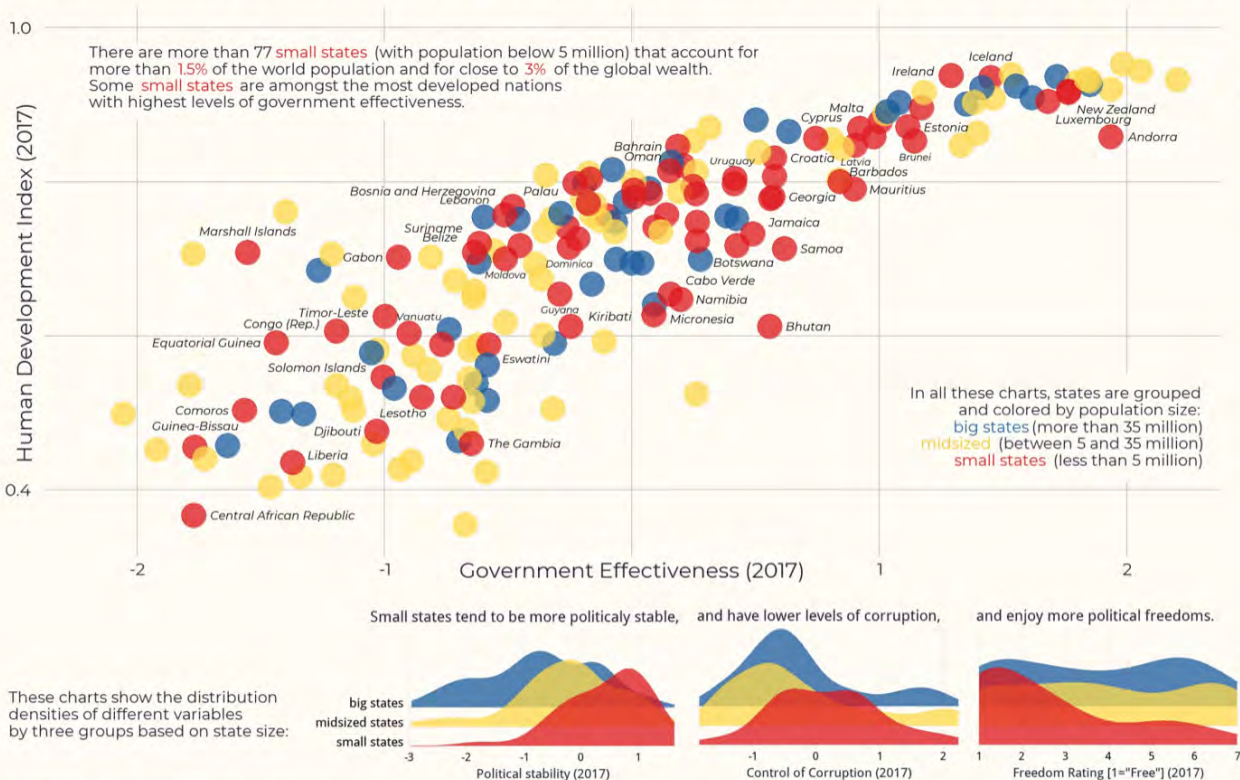 1.0
There are more than 77 small states (with population below 5 million) that account for
more than 1.5% of the world population and for close to 3% of the global wealth.
Some small states are amongst the most developed nations
with highest levels of government effectiveness.
Iceland
Ireland
Malta
New Zealand
Luxembourg
Cyprus
Estonia
Andorra
Bahrain
Oman
Uruguay
Croatia
Latvia
Brunei
Barbados
Mauritius
Bosnia and Herzegovina
Palau
Lebanon
Georgia
Suriname
Belize
Jamaica
Marshall Islands
Gabon
Samoa
Moldova
Dominica
Botswana
Cabo Verde
Namibia
Guyana
Kiribati
Micronesia
Bhutan
Timor-Leste
Vanuatu
Congo (Rep.)
Equatorial Guinea
Eswatini
Solomon Islands
Comoros
Lesotho
Guinea-Bissau
Djibouti
The Gambia
Liberia
Central African Republic
Human Development Index (2017)
In all these charts, states are grouped
and colored by population size:
big states (more than 35 million)
midsized (between 5 and 35 million)
small states (less than 5 million)
0.4
-2 -1 Government Effectiveness (2017) 1 2
Small states tend to be more politicaly stable, and have lower levels of corruption, and enjoy more political freedoms.
These charts show the distribution
densities of different variables
by three groups based on state size:
big states
midsized states
small states
-3 -2 -1 0 1
Political stability (2017)
-1 0 1 2
Control of Corruption (2017)
1 2 3 4 5 6 7
Freedom Rating [1="Free"] (2017)